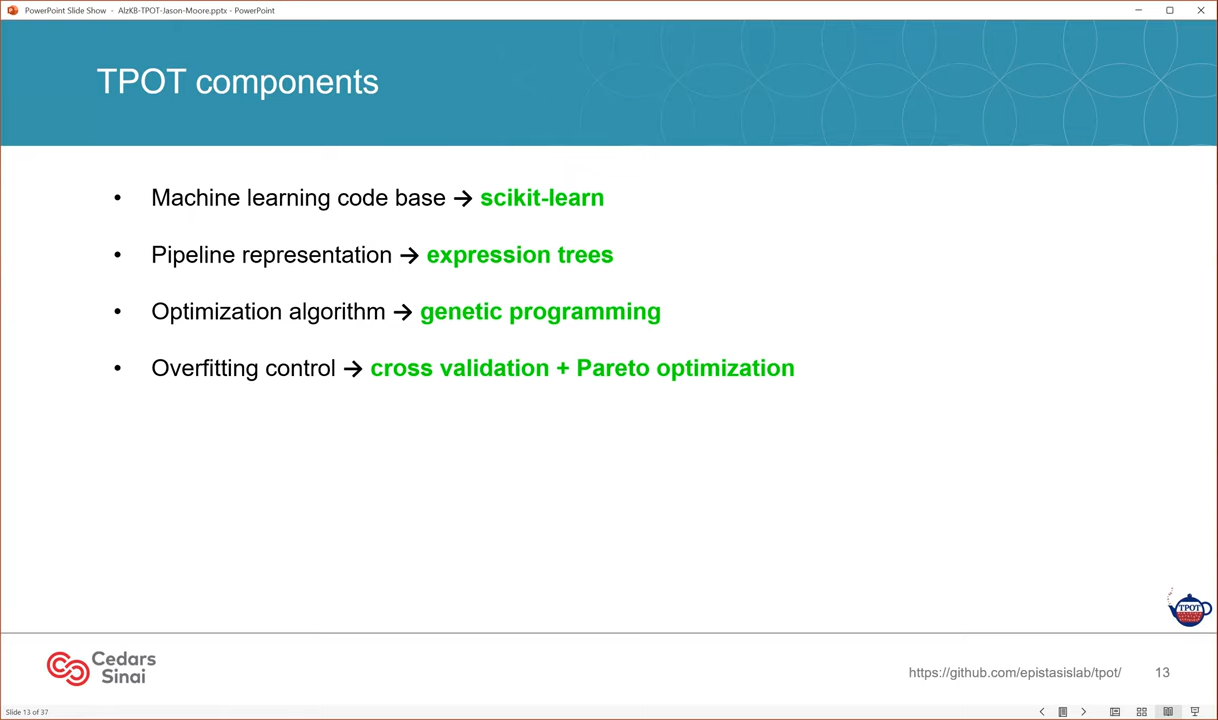 PowerPoint Slide Show - AlzKB-TPOT-Jason-Moore.pptx - PowerPoint
TPOT components
• Machine learning code base → scikit-learn
• Pipeline representation → expression trees
• Optimization algorithm → genetic programming
• Overfitting control → cross validation + Pareto optimization
TPOT
Cedars
Sinai
https://github.com/epistasislab/tpot/ 13
Slide 13 of 37